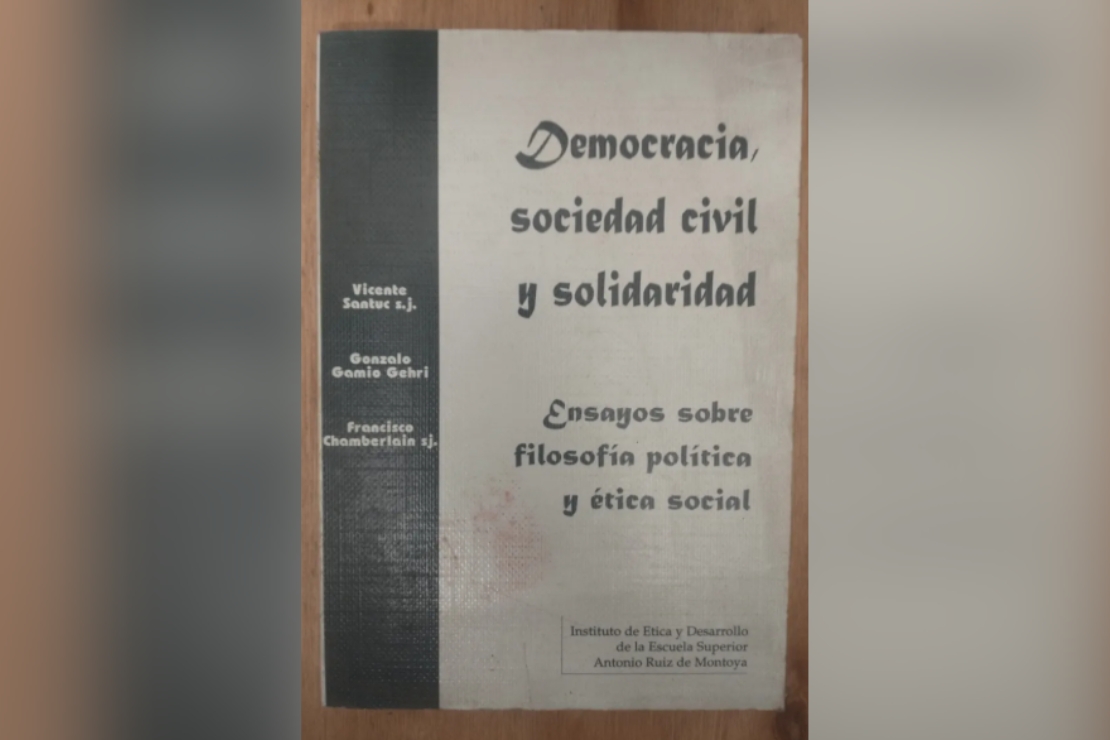 Democracia,
sociedad civil
y solidaridad
Vicente
Santuc s.j.
Gonzalo
Gamio Gehri
Francisco
Chamberlain sj.
Ensayos sobre
filosofía política
y ética social
Instituto de Etica y Desarrollo
de la Escuela Superior
Antonio Ruiz de Montoya